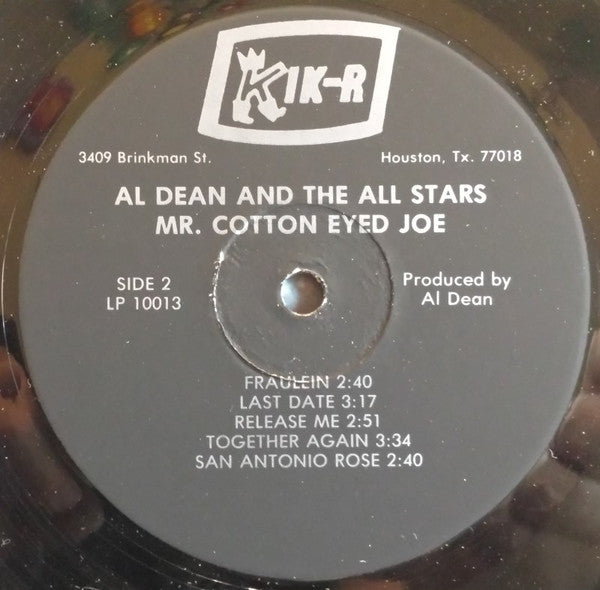 KIK-R
3409 Brinkman St. Houston, Tx. 77018
AL DEAN AND THE ALL STARS
MR. COTTON EYED JOE
SIDE 2
LP 10013
Produced by
Al Dean
FRAULEIN 2:40
LAST DATE 3:17
RELEASE ME 2:51
TOGETHER AGAIN 3:34
SAN ANTONIO ROSE 2:40